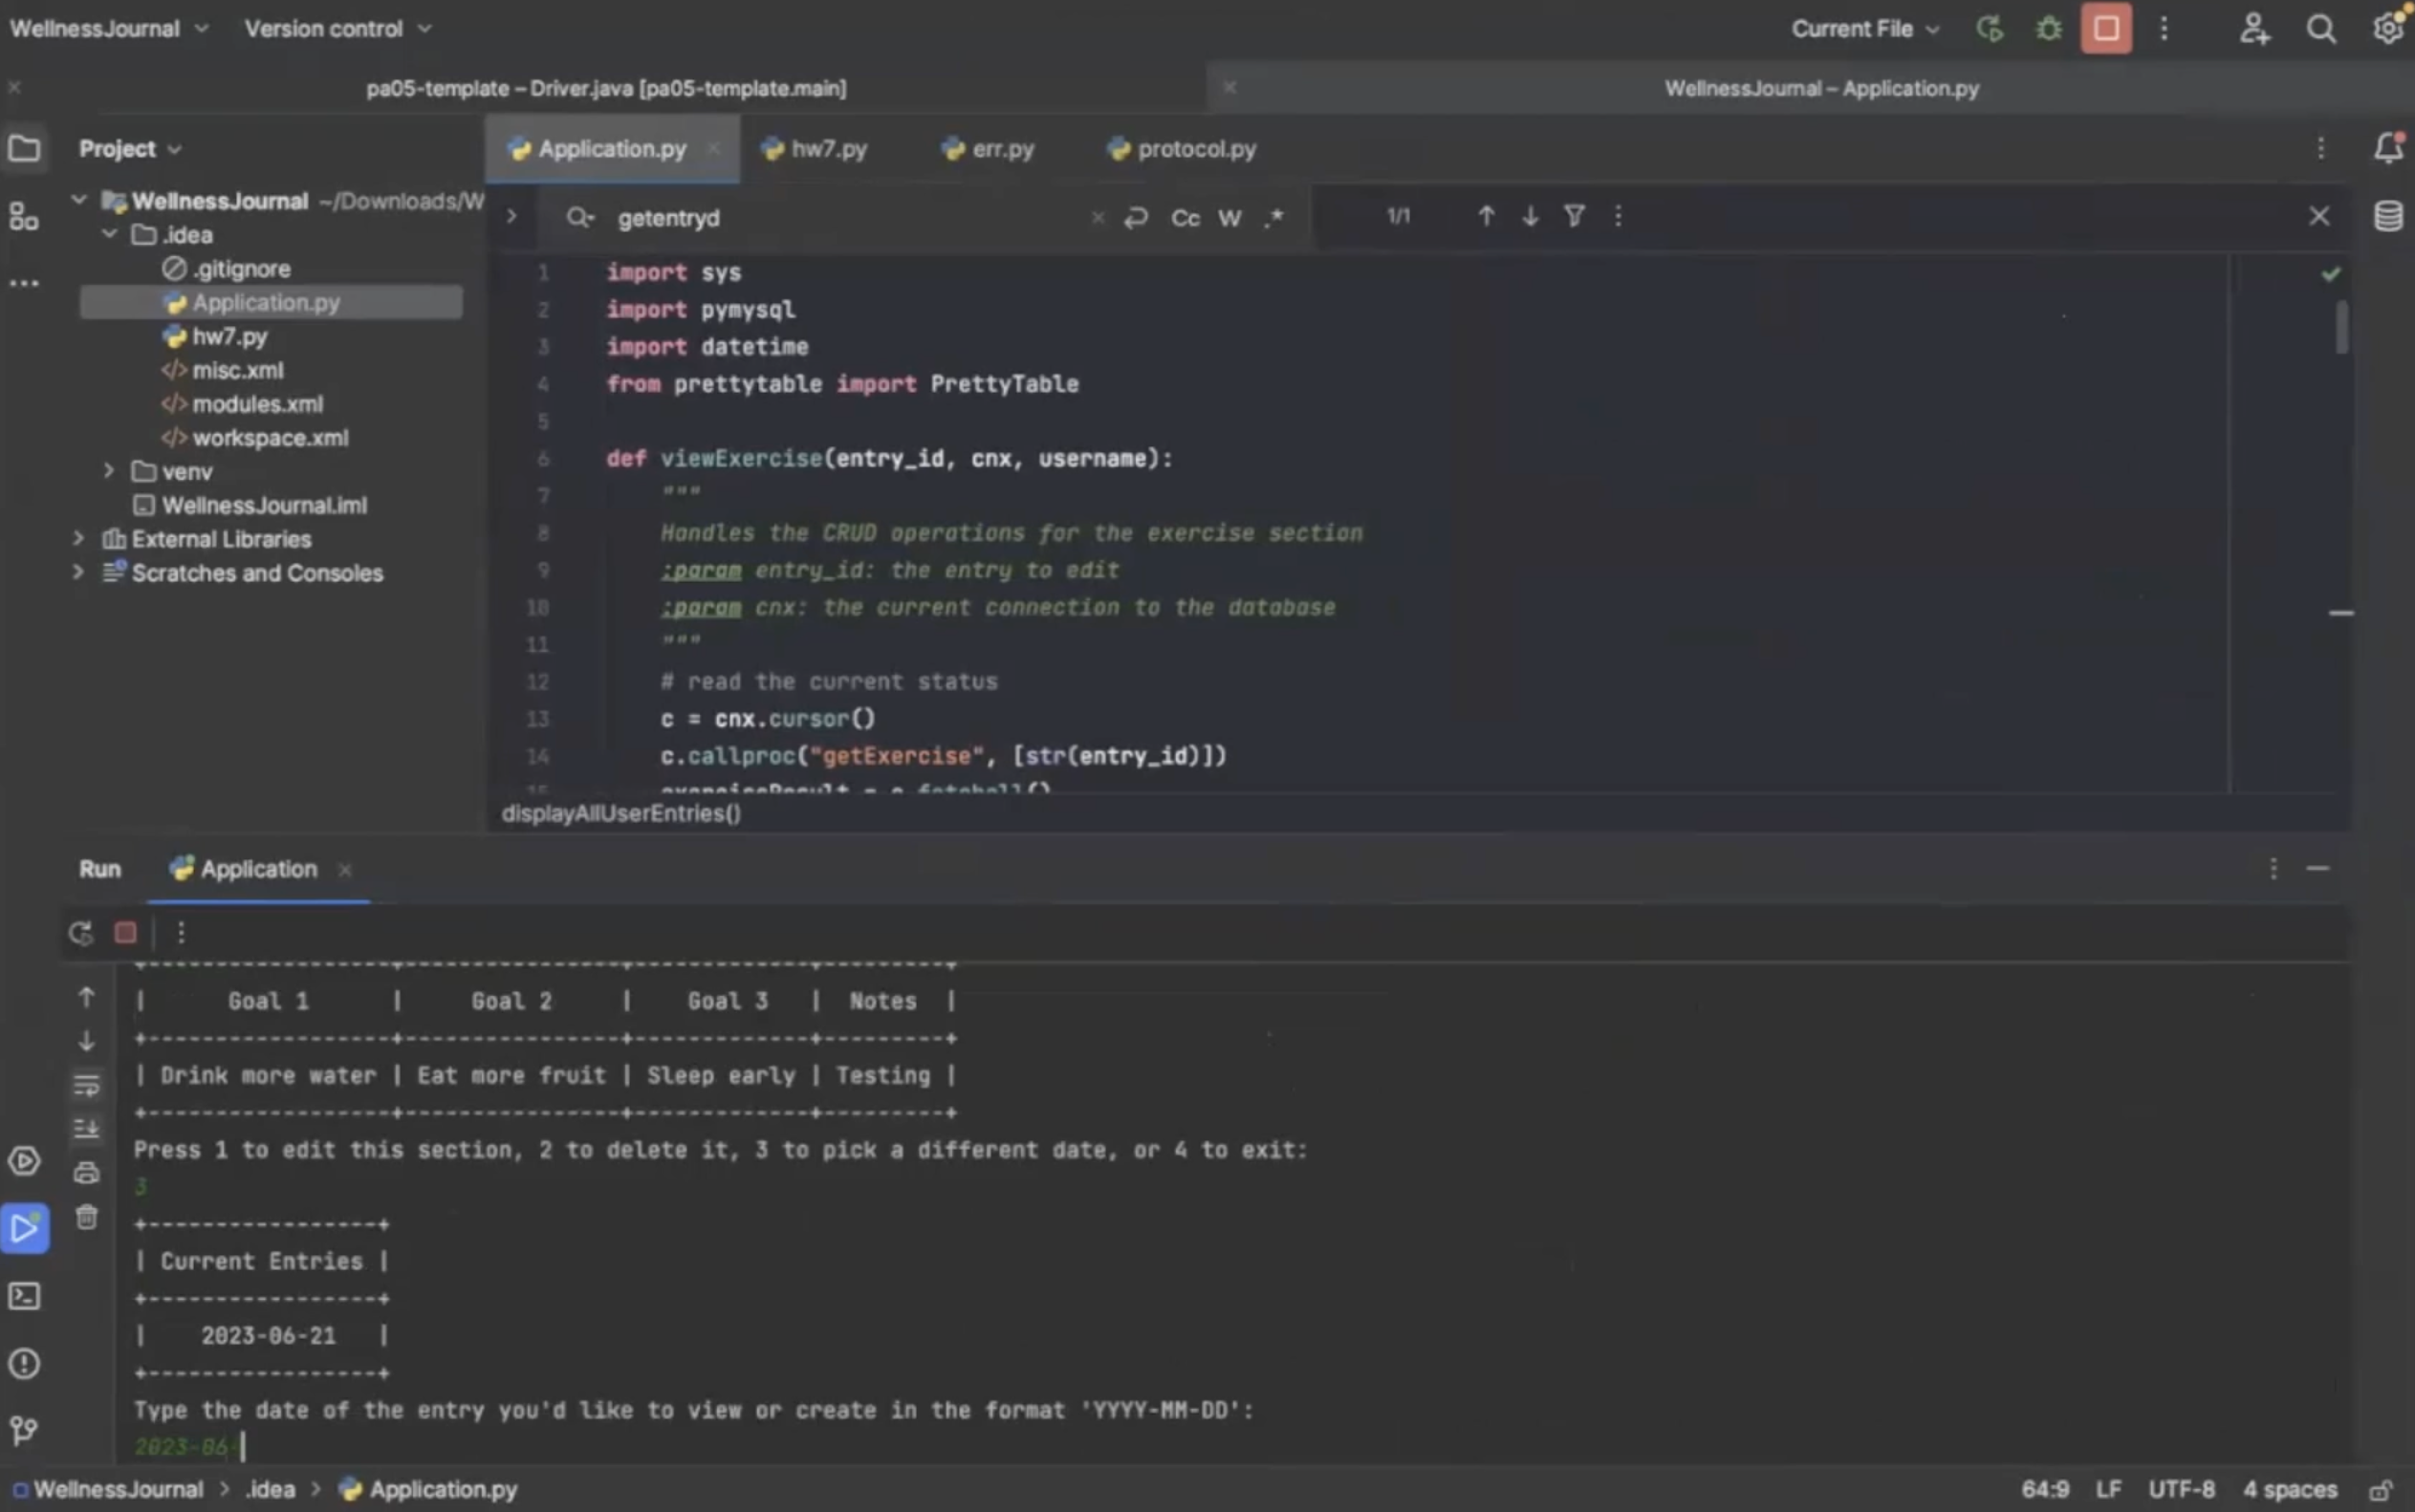 WellnessJournal Version control Current File
pa05-template – Driver.java [pa05-template.main] WellnessJournal – Application.py
Project
Application.py hw7.py err.py protocol.py
WellnessJournal ~/Downloads/W
.idea
.gitignore
Application.py
hw7.py
misc.xml
modules.xml
workspace.xml
venv
WellnessJournal.iml
External Libraries
Scratches and Consoles
getentryd Cc W .* 1/1
1 import sys
2 import pymysql
3 import datetime
4 from prettytable import PrettyTable
5
6 def viewExercise(entry_id, cnx, username):
7 """
8 Handles the CRUD operations for the exercise section
9 :param entry_id: the entry to edit
10 :param cnx: the current connection to the database
11 """
12 # read the current status
13 c = cnx.cursor()
14 c.callproc("getExercise", [str(entry_id)])
15 exerciseResult = c.fetchall()
displayAllUserEntries()
Run Application
+------------------+----------------+-------------+---------+
| Goal 1 | Goal 2 | Goal 3 | Notes |
+------------------+----------------+-------------+---------+
| Drink more water | Eat more fruit | Sleep early | Testing |
+------------------+----------------+-------------+---------+
Press 1 to edit this section, 2 to delete it, 3 to pick a different date, or 4 to exit:
3
+-----------------+
| Current Entries |
+-----------------+
| 2023-06-21 |
+-----------------+
Type the date of the entry you'd like to view or create in the format 'YYYY-MM-DD':
2023-06
WellnessJournal > .idea > Application.py 64:9 LF UTF-8 4 spaces